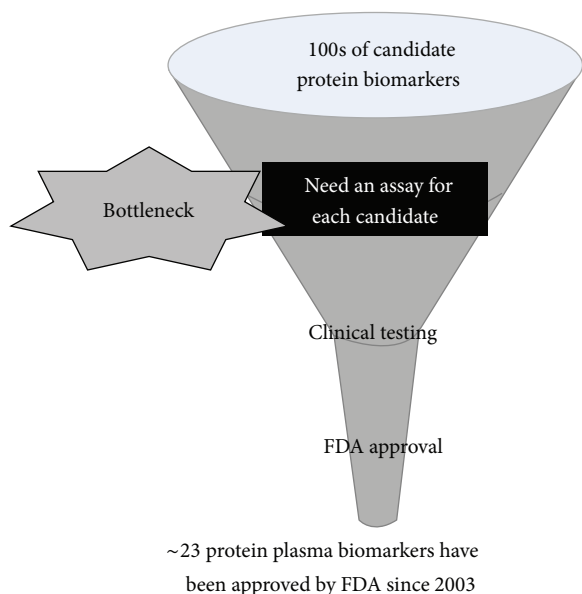 100s of candidate
protein biomarkers
Bottleneck
Need an assay for
each candidate
Clinical testing
FDA approval
~23 protein plasma biomarkers have
been approved by FDA since 2003